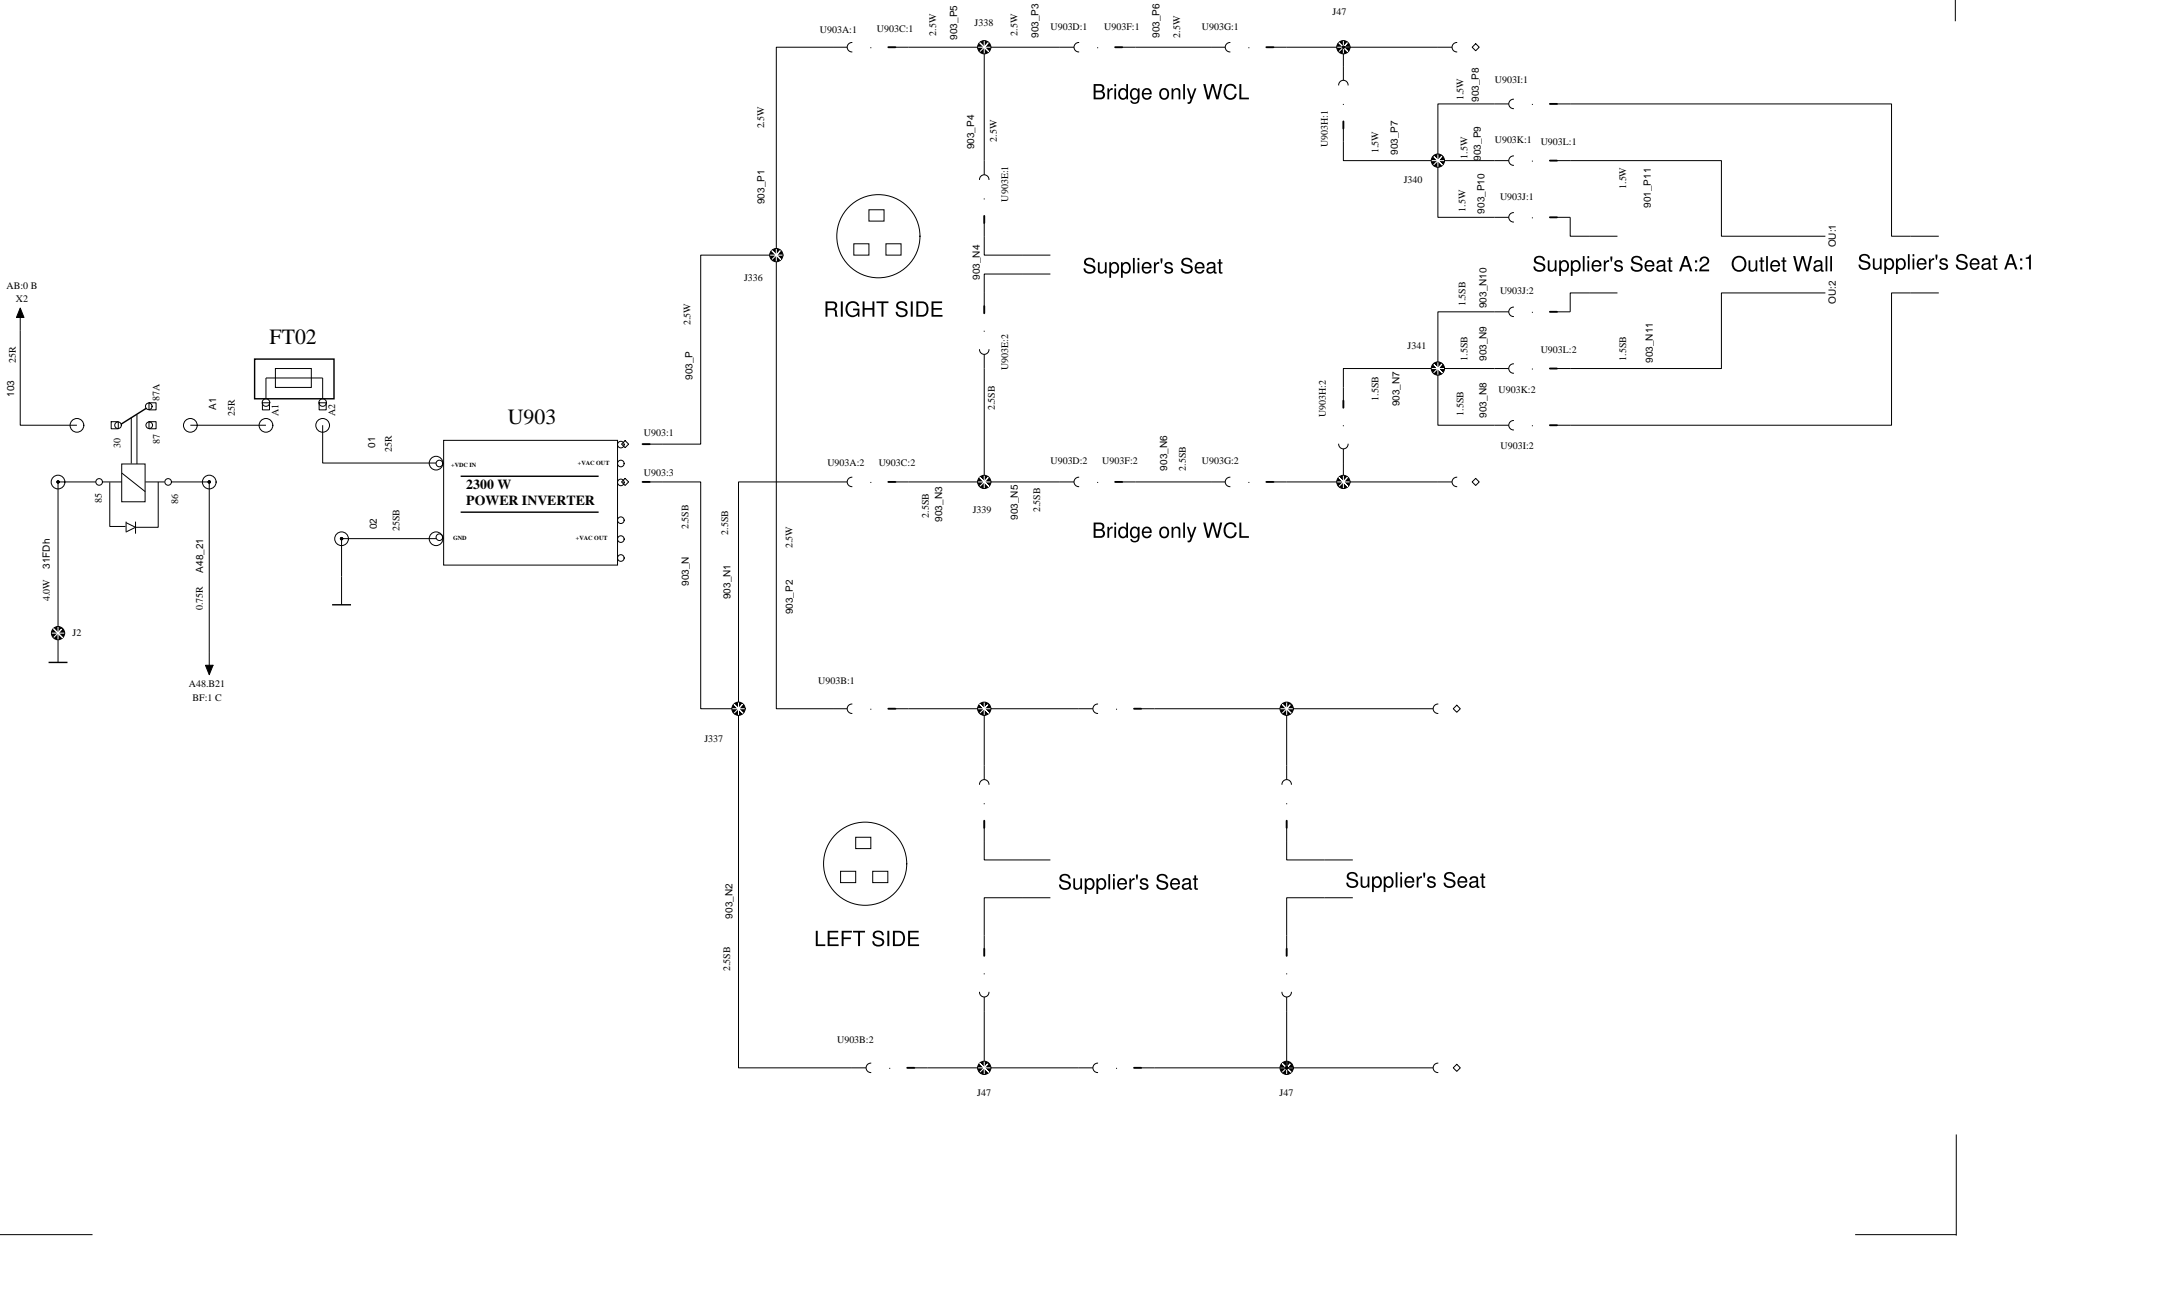 U903A:1
U903C:1
2.5W
903_P5
J338
2.5W
903_P3
U903D:1
U903F:1
903_P6
2.5W
U903G:1
J47
Bridge only WCL
2.5W
903_P1
903_P4
2.5W
U903E:1
U903H:1
1.5W
903_P7
J340
1.5W
903_P8
U903I:1
1.5W
903_P9
U903K:1
U903L:1
1.5W
903_P10
U903J:1
1.5W
901_P11
OU:1
Supplier's Seat A:2
Outlet Wall
Supplier's Seat A:1
OU:2
J336
RIGHT SIDE
903_N4
Supplier's Seat
U903E:2
2.5SB
1.5SB
903_N10
U903J:2
J341
1.5SB
903_N9
U903L:2
1.5SB
903_N11
U903H:2
1.5SB
903_N7
1.5SB
903_N8
U903K:2
U903I:2
AB:0 B
X2
25R
103
FT02
A1
A2
30
87A
87
A1
25R
01
25R
U903
+VDC IN
+VAC OUT
2300 W
POWER INVERTER
GND
+VAC OUT
U903:1
U903:3
2.5W
903_P
85
86
02
25SB
31FDh
4.0W
J2
A48_21
0.75R
A48.B21
BF:1 C
2.5SB
903_N
2.5SB
903_N1
2.5W
903_P2
U903A:2
U903C:2
2.5SB
903_N3
J339
903_N5
2.5SB
U903D:2
U903F:2
903_N6
2.5SB
U903G:2
Bridge only WCL
U903B:1
J337
903_N2
2.5SB
LEFT SIDE
Supplier's Seat
Supplier's Seat
U903B:2
J47
J47